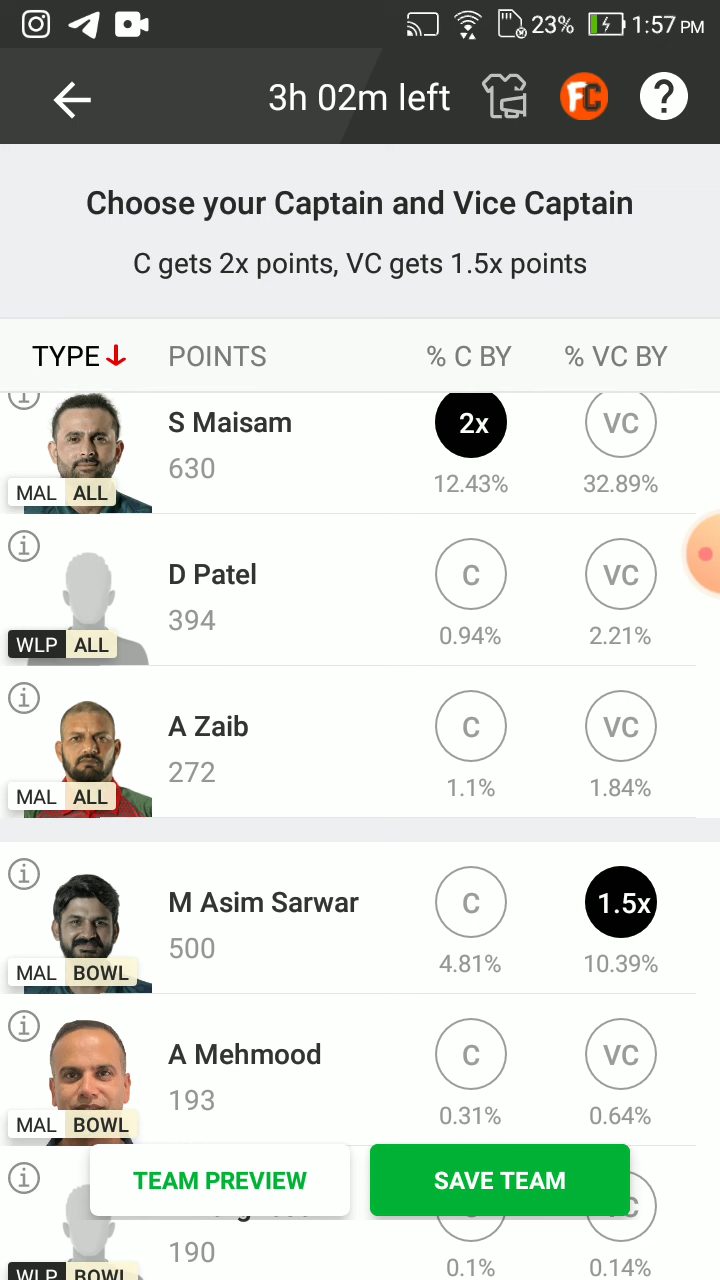 23% 1:57 PM
3h 02m left FC ?
Choose your Captain and Vice Captain
C gets 2x points, VC gets 1.5x points
TYPE POINTS % C BY % VC BY
S Maisam 2x VC
630 12.43% 32.89%
MAL ALL
D Patel C VC
394 0.94% 2.21%
WLP ALL
A Zaib C VC
272 1.1% 1.84%
MAL ALL
M Asim Sarwar C 1.5x
500 4.81% 10.39%
MAL BOWL
A Mehmood C VC
193 0.31% 0.64%
MAL BOWL
TEAM PREVIEW SAVE TEAM
190 0.1% 0.14%
WLP BOWL